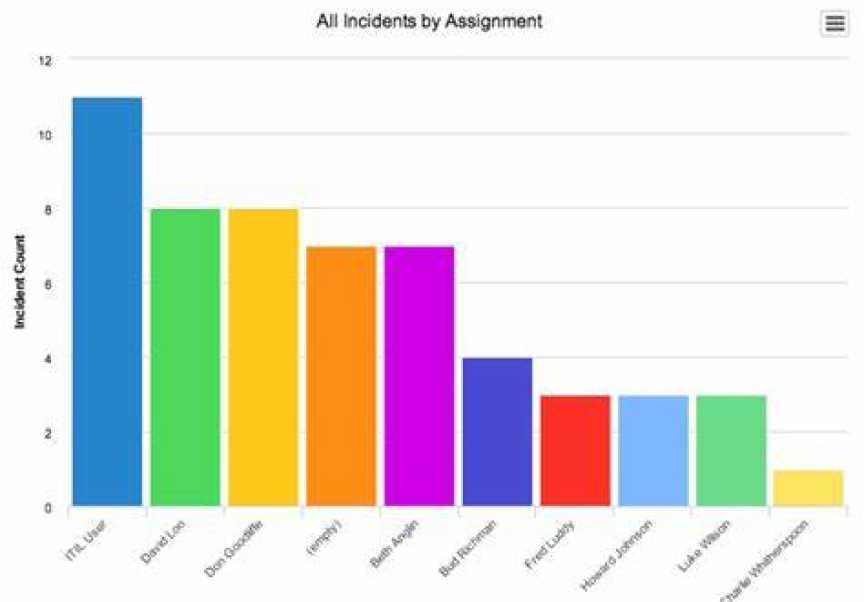 All Incidents by Assignment
12
10
8
6
4
2
0
Incident Count
ITIL User
David Loo
Don Goodliffe
(empty)
Beth Anglin
Bud Richman
Fred Luddy
Howard Johnson
Luke Wilson
Charlie Whitherspoon